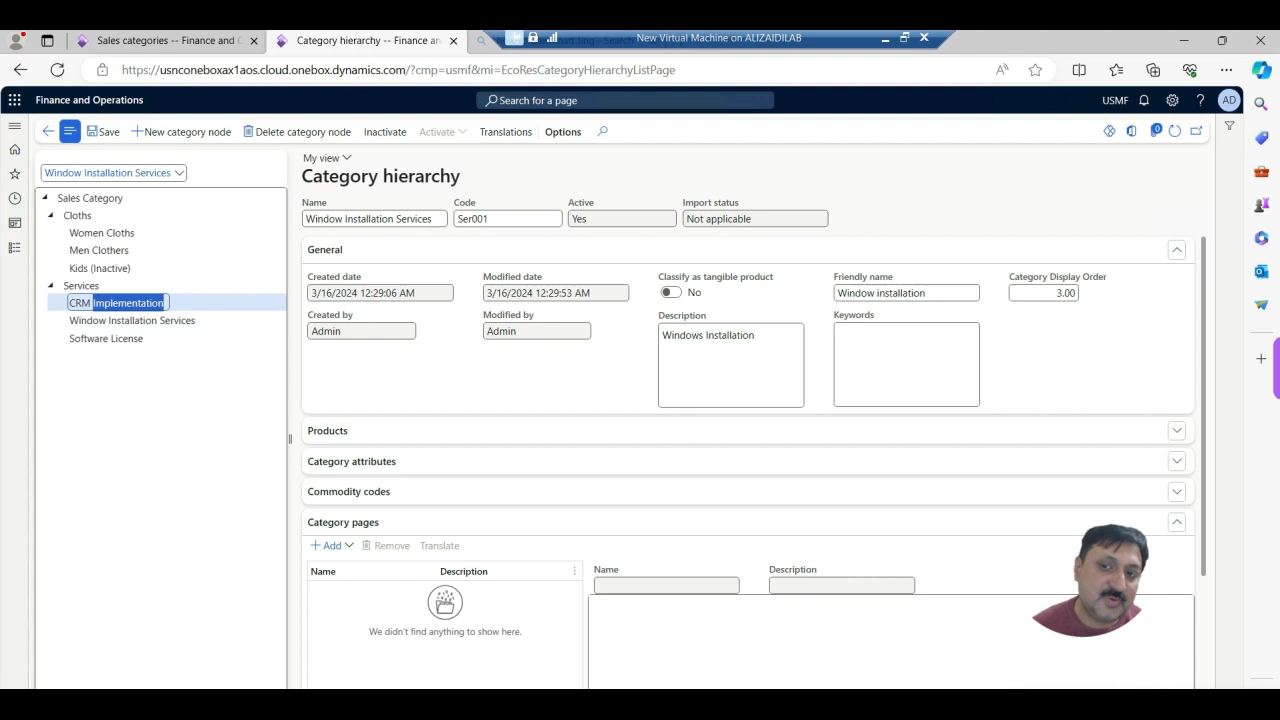 Sales categories -- Finance and O
Category hierarchy -- Finance an
New Virtual Machine on ALIZAIDILAB
https://usnconeboxax1aos.cloud.onebox.dynamics.com/?cmp=usmf&mi=EcoResCategoryHierarchyListPage
Finance and Operations
Search for a page
USMF
AD
Save
New category node
Delete category node
Inactivate
Activate
Translations
Options
0
Window Installation Services
Sales Category
Cloths
Women Cloths
Men Clothers
Kids (Inactive)
Services
CRM Implementation
Window Installation Services
Software License
My view
Category hierarchy
Name
Code
Active
Import status
Window Installation Services
Ser001
Yes
Not applicable
General
Created date
Modified date
Classify as tangible product
Friendly name
Category Display Order
3/16/2024 12:29:06 AM
3/16/2024 12:29:53 AM
No
Window installation
3.00
Created by
Modified by
Description
Keywords
Admin
Admin
Windows Installation
Products
Category attributes
Commodity codes
Category pages
Add
Remove
Translate
Name
Description
Name
Description
We didn't find anything to show here.